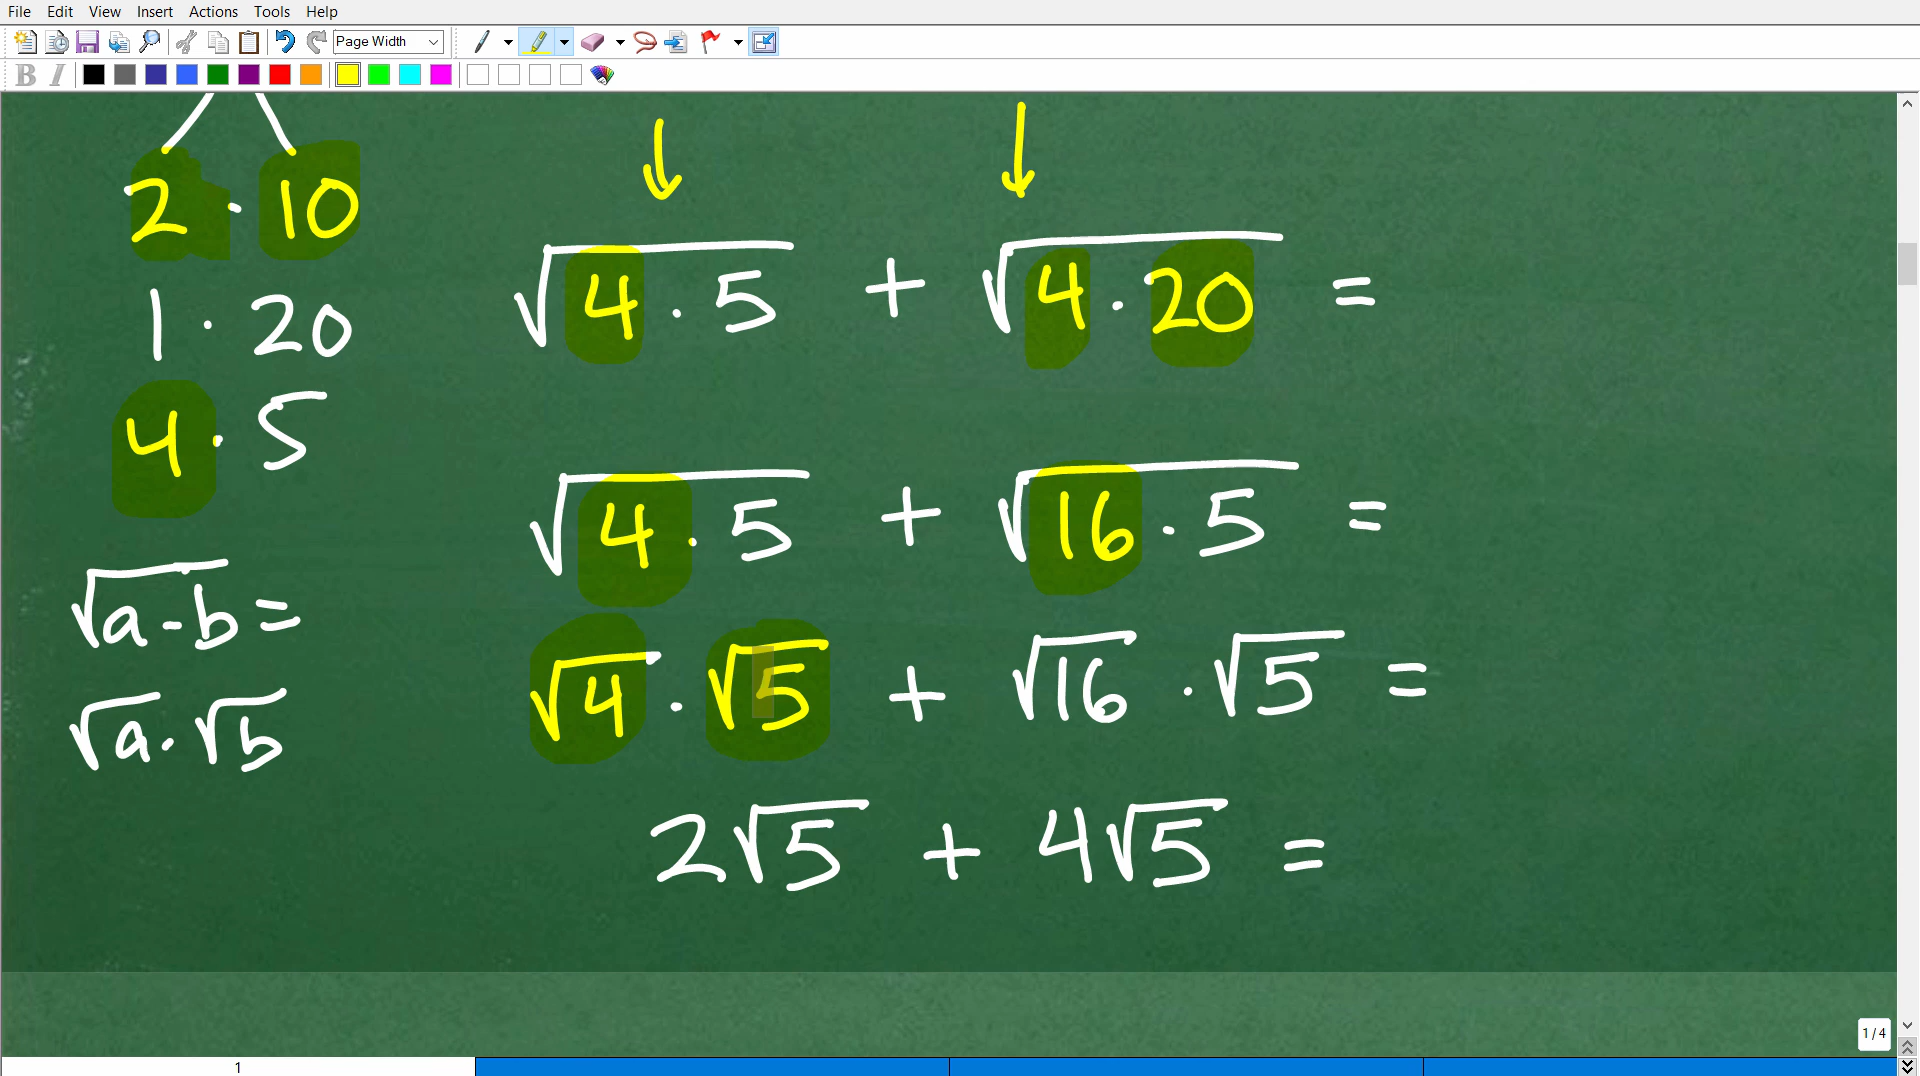 File Edit View Insert Actions Tools Help
Page Width
B I
2 · 10
1 · 20
4 · 5
√a·b =
√a · √b
√4 · 5 + √4 · 20 =
√4 · 5 + √16 · 5 =
√4 · √5 + √16 · √5 =
2√5 + 4√5 =
1 / 4
1